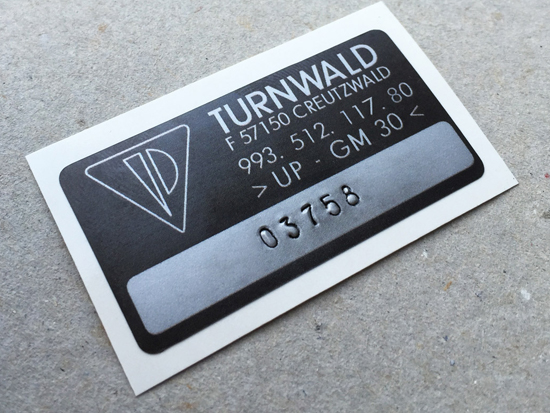 TURNWALD
F 57150 CREUTZWALD
993. 512. 117. 80
> UP - GM 30 <
03758